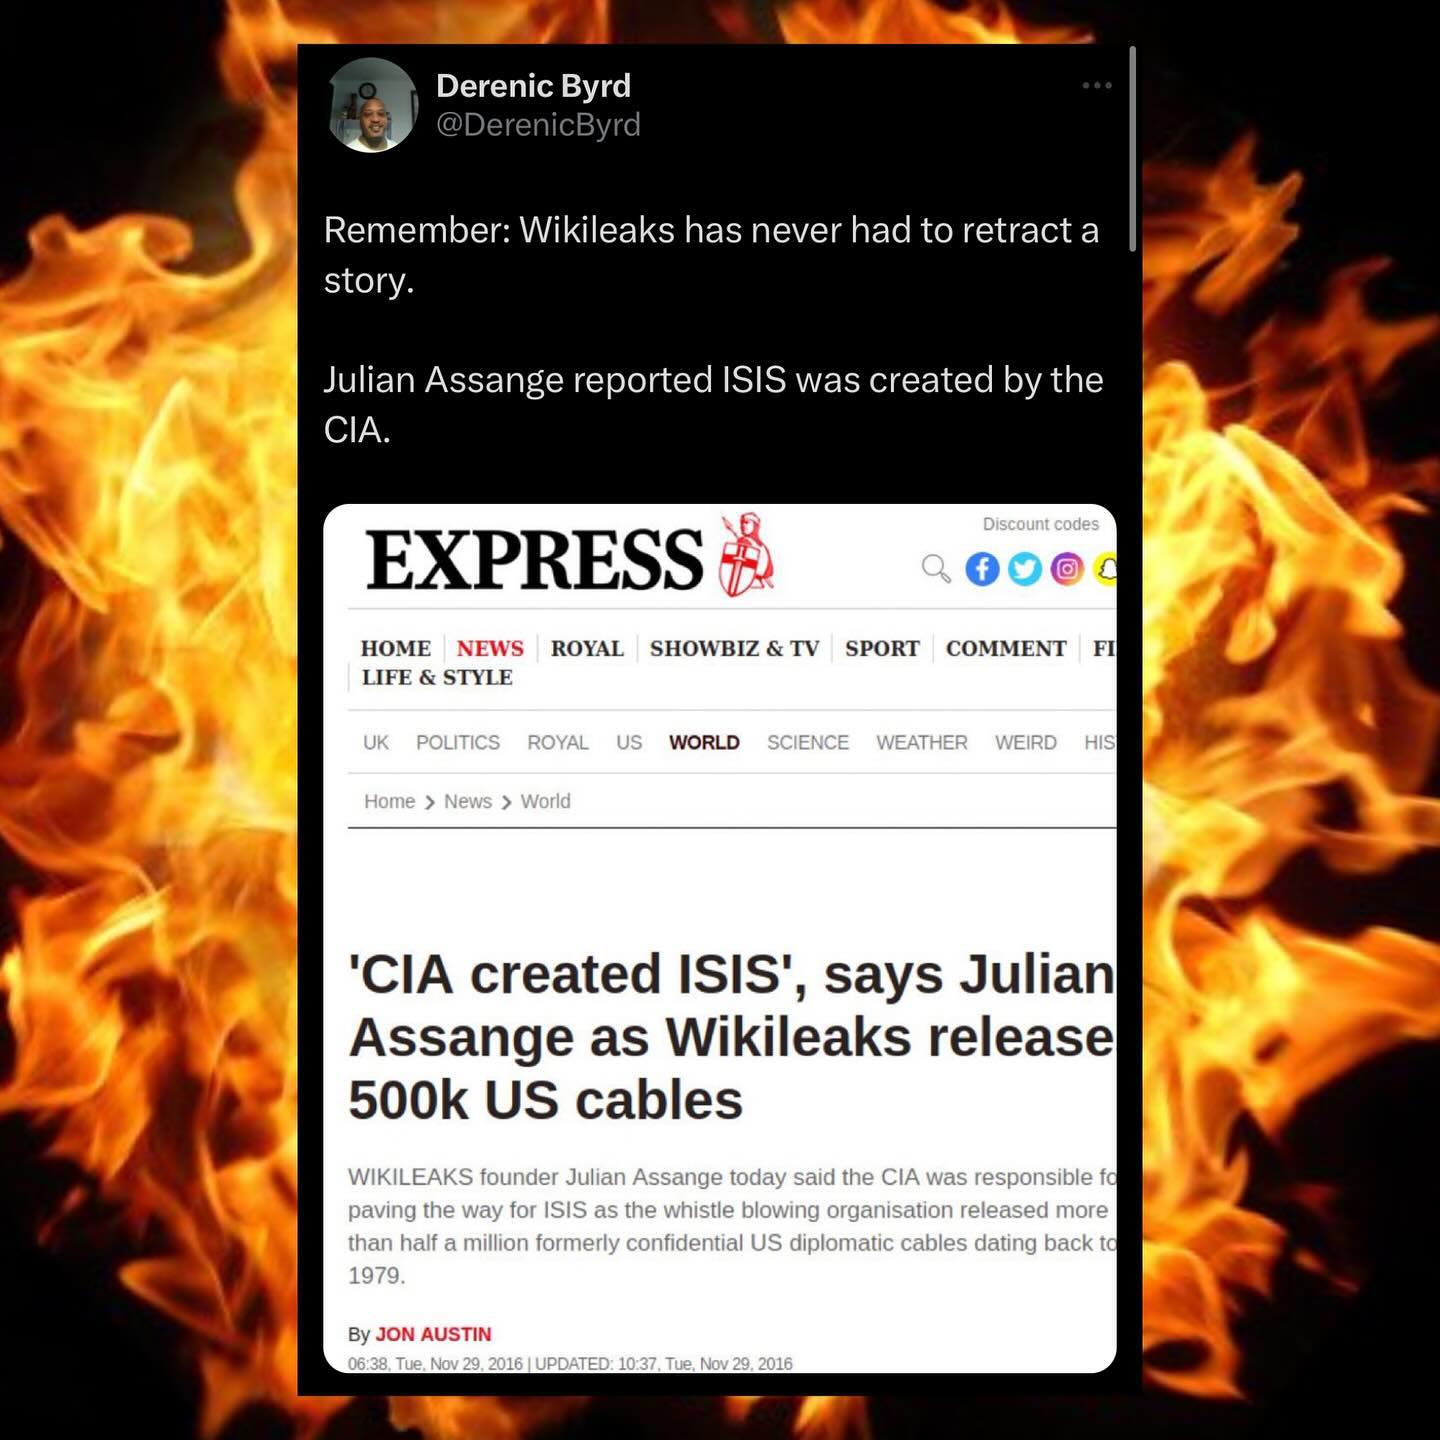 Derenic Byrd
@DerenicByrd
Remember: Wikileaks has never had to retract a
story.
Julian Assange reported ISIS was created by the
CIA.
EXPRESS
Discount codes
HOME NEWS ROYAL SHOWBIZ & TV SPORT COMMENT FI
LIFE & STYLE
UK POLITICS ROYAL US WORLD SCIENCE WEATHER WEIRD HIS
Home > News > World
'CIA created ISIS', says Julian
Assange as Wikileaks release
500k US cables
WIKILEAKS founder Julian Assange today said the CIA was responsible fo
paving the way for ISIS as the whistle blowing organisation released more
than half a million formerly confidential US diplomatic cables dating back to
1979.
By JON AUSTIN
06:38, Tue, Nov 29, 2016 | UPDATED: 10:37, Tue, Nov 29, 2016